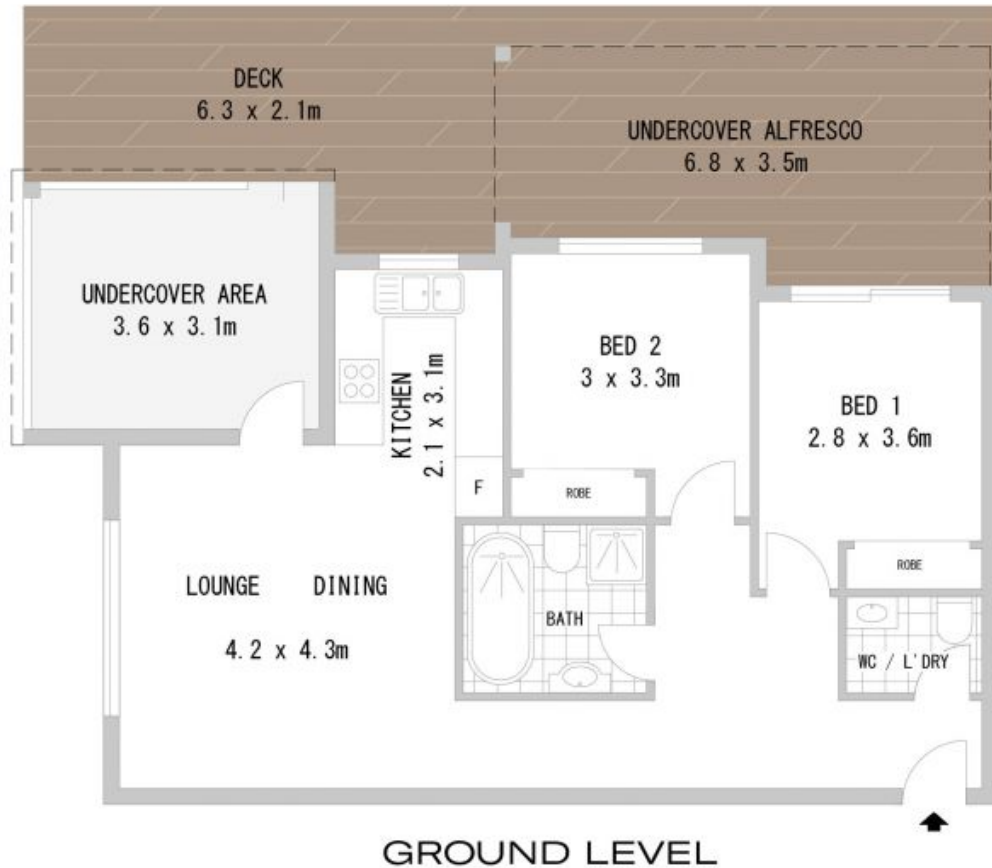 DECK
6.3 x 2.1m
UNDERCOVER ALFRESCO
6.8 x 3.5m
UNDERCOVER AREA
3.6 x 3.1m
KITCHEN
2.1 x 3.1m
BED 2
3 x 3.3m
BED 1
2.8 x 3.6m
F
ROBE
ROBE
LOUNGE DINING
4.2 x 4.3m
BATH
WC / L'DRY
GROUND LEVEL